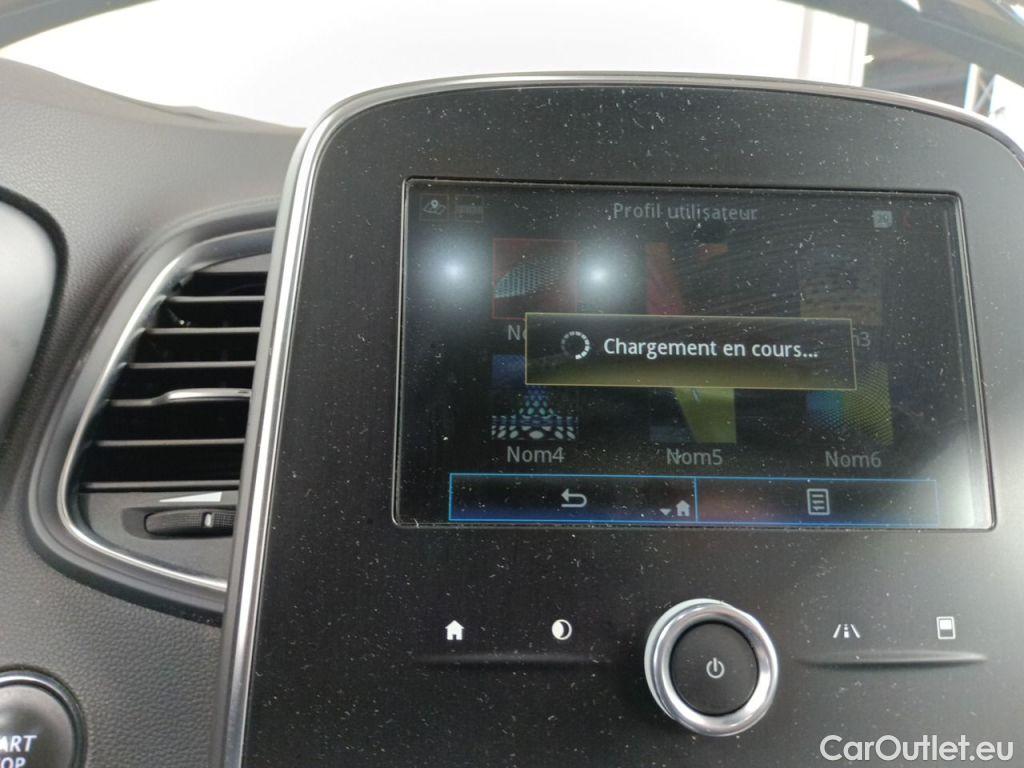 Profil utilisateur
Chargement en cours...
Nom4
Nom5
Nom6
CarOutlet.eu